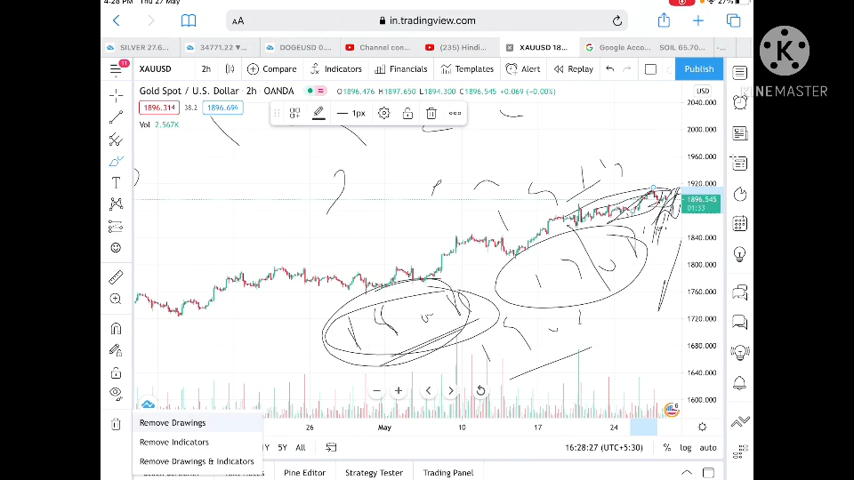 4:28 PM Thu 27 May 27%
AA in.tradingview.com
SILVER 27.6... 34771.22 ▼... DOGEUSD 0.... Channel con... (235) Hindi... XAUUSD 18... Google Acco... SOIL 65.70...
11 XAUUSD 2h Compare Indicators Financials Templates Alert Replay Publish
Gold Spot / U.S. Dollar · 2h · OANDA O1896.476 H1897.650 L1894.300 C1896.545 +0.069 (+0.00%) USD
1896.314 38.2 1896.696
1px
Vol 2.567K
2040.000
2000.000
1960.000
1920.000
1896.545
01:33
1840.000
1800.000
1760.000
1720.000
1680.000
1640.000
1600.000
26 May 10 17 24
Remove Drawings
Remove Indicators
Remove Drawings & Indicators
1Y 5Y All 16:28:27 (UTC+5:30) % log auto
Pine Editor Strategy Tester Trading Panel
K
KINEMASTER